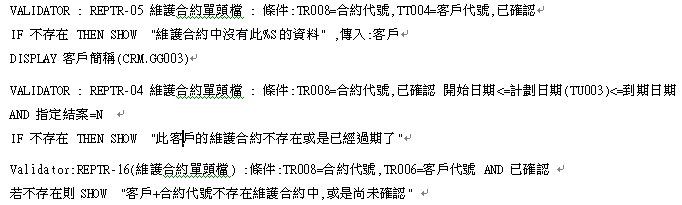 VALIDATOR : REPTR-05 維護合約單頭檔 : 條件:TR008=合約代號,TT004=客戶代號,已確認
IF 不存在 THEN SHOW "維護合約中沒有此%S的資料" ,傳入:客戶
DISPLAY 客戶簡稱(CRM.GG003)
VALIDATOR : REPTR-04 維護合約單頭檔 : 條件:TR008=合約代號,已確認 開始日期<=計劃日期(TU003)<=到期日期
AND 指定結案=N
IF 不存在 THEN SHOW "此客戶的維護合約不存在或是已經過期了"
Validator:REPTR-16(維護合約單頭檔) :條件:TR008=合約代號,TR006=客戶代號 AND 已確認
若不存在則 SHOW "客戶+合約代號不存在維護合約中,或是尚未確認"